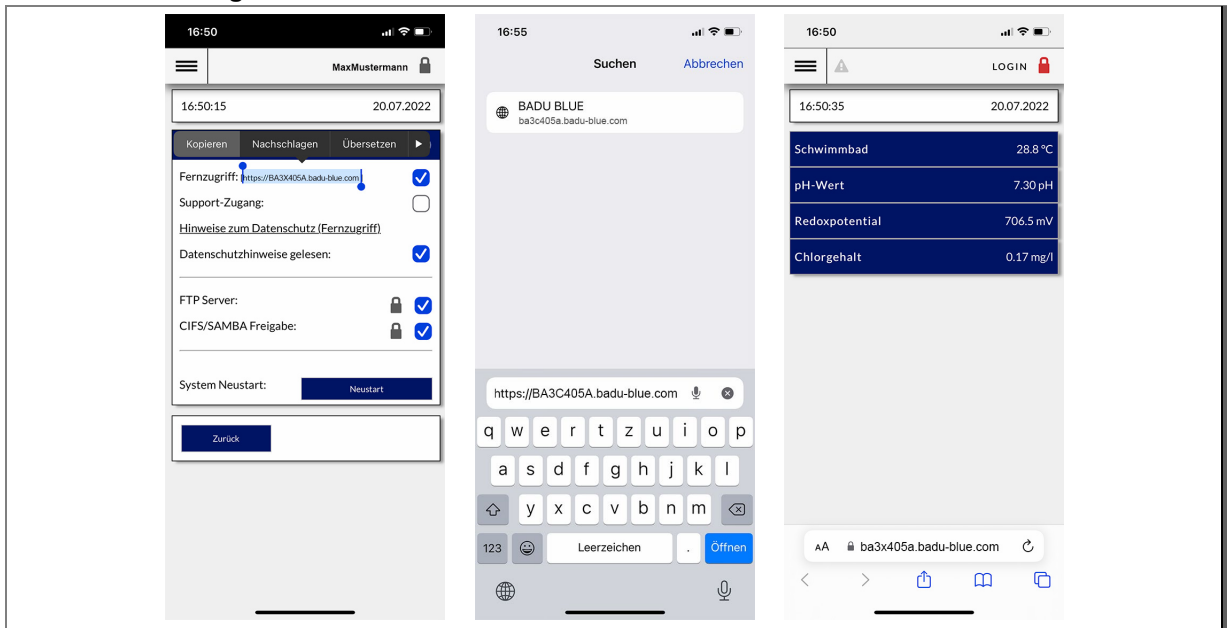 16:50
MaxMustermann
16:50:15 20.07.2022
Kopieren Nachschlagen Übersetzen
Fernzugriff: https://BA3X405A.badu-blue.com
Support-Zugang:
Hinweise zum Datenschutz (Fernzugriff)
Datenschutzhinweise gelesen:
FTP Server:
CIFS/SAMBA Freigabe:
System Neustart: Neustart
Zurück
16:55
Suchen Abbrechen
BADU BLUE
ba3c405a.badu-blue.com
https://BA3C405A.badu-blue.com
q w e r t z u i o p
a s d f g h j k l
y x c v b n m
123 Leerzeichen . Öffnen
16:50
LOGIN
16:50:35 20.07.2022
Schwimmbad 28.8 °C
pH-Wert 7.30 pH
Redoxpotential 706.5 mV
Chlorgehalt 0.17 mg/l
AA ba3x405a.badu-blue.com